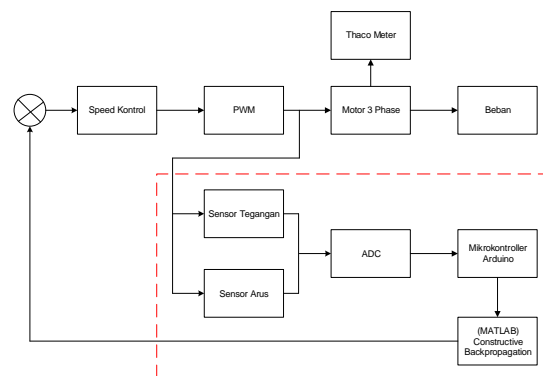 Thaco Meter
Speed Kontrol
PWM
Motor 3 Phase
Beban
Sensor Tegangan
Sensor Arus
ADC
Mikrokontroller
Arduino
(MATLAB)
Constructive
Backpropagation